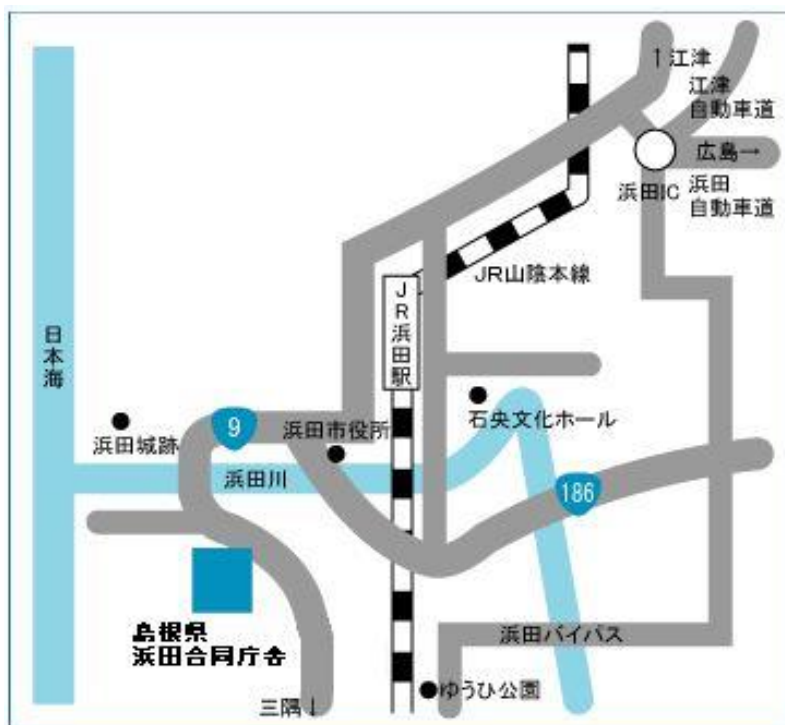 ↑江津
江津
自動車道
広島→
浜田IC
浜田
自動車道
JR山陰本線
JR浜田駅
日本海
9
浜田市役所
石央文化ホール
浜田城跡
浜田川
186
島根県
浜田合同庁舎
浜田バイパス
ゆうひ公園
三隅↓